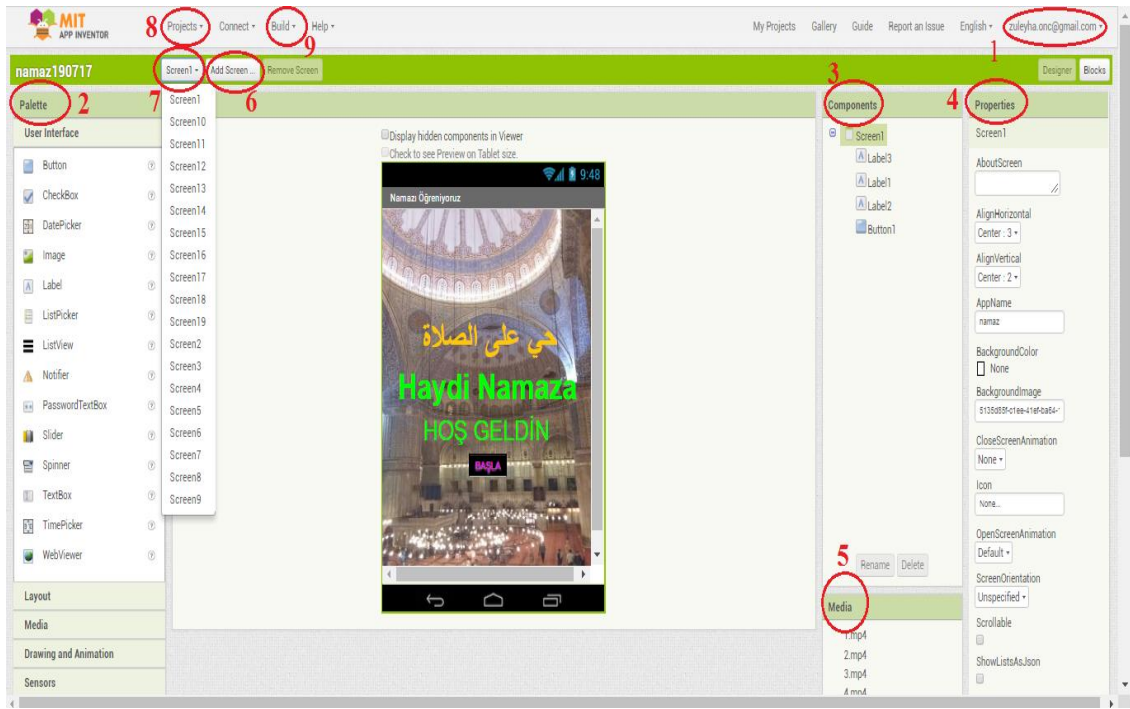 MIT
APP INVENTOR
8
Projects
Connect
Build
Help
9
My Projects
Gallery
Guide
Report an Issue
English
zuleyha.onc@gmail.com
1
namaz190717
Screen1
Add Screen ...
Remove Screen
Designer
Blocks
Palette
2
7
6
3
4
User Interface
Button
CheckBox
DatePicker
Image
Label
ListPicker
ListView
Notifier
PasswordTextBox
Slider
Spinner
TextBox
TimePicker
WebViewer
Layout
Media
Drawing and Animation
Sensors
Screen1
Screen10
Screen11
Screen12
Screen13
Screen14
Screen15
Screen16
Screen17
Screen18
Screen19
Screen2
Screen3
Screen4
Screen5
Screen6
Screen7
Screen8
Screen9
Display hidden components in Viewer
Check to see Preview on Tablet size.
9:48
Namazı Öğreniyoruz
حي على الصلاة
Haydi Namaza
HOŞ GELDİN
BAŞLA
Components
Screen1
Label3
Label1
Label2
Button1
Rename
Delete
5
Media
1.mp4
2.mp4
3.mp4
4.mp4
Properties
Screen1
AboutScreen
AlignHorizontal
Center : 3
AlignVertical
Center : 2
AppName
namaz
BackgroundColor
None
BackgroundImage
CloseScreenAnimation
None
Icon
None...
OpenScreenAnimation
Default
ScreenOrientation
Unspecified
Scrollable
ShowListsAsJson